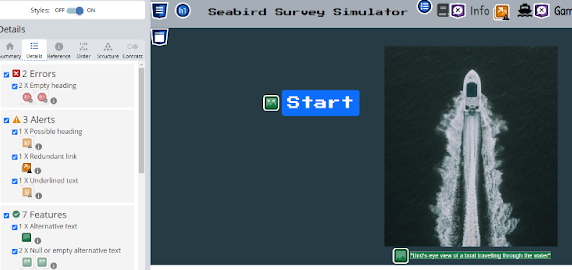 Styles: OFF ON
Details
Summary Details Reference Order Structure Contrast
2 Errors
2 X Empty heading
3 Alerts
1 X Possible heading
1 X Redundant link
1 X Underlined text
7 Features
1 X Alternative text
2 X Null or empty alternative text
h1 Seabird Survey Simulator Info Gam
Start
"Bird's-eye view of a boat travelling through the water"